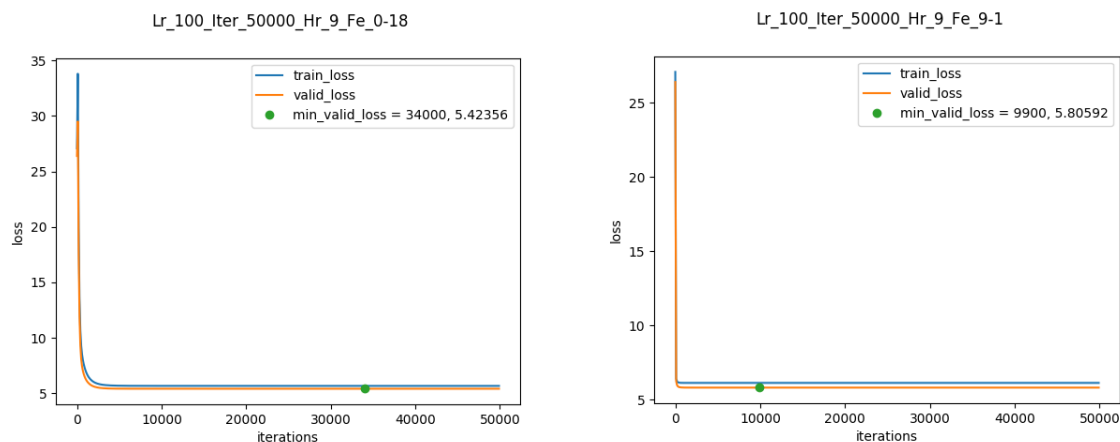 Lr_100_Iter_50000_Hr_9_Fe_0-18
35
30
25
20
15
10
5
loss
train_loss
valid_loss
min_valid_loss = 34000, 5.42356
0 10000 20000 30000 40000 50000
iterations
Lr_100_Iter_50000_Hr_9_Fe_9-1
25
20
15
10
5
loss
train_loss
valid_loss
min_valid_loss = 9900, 5.80592
0 10000 20000 30000 40000 50000
iterations